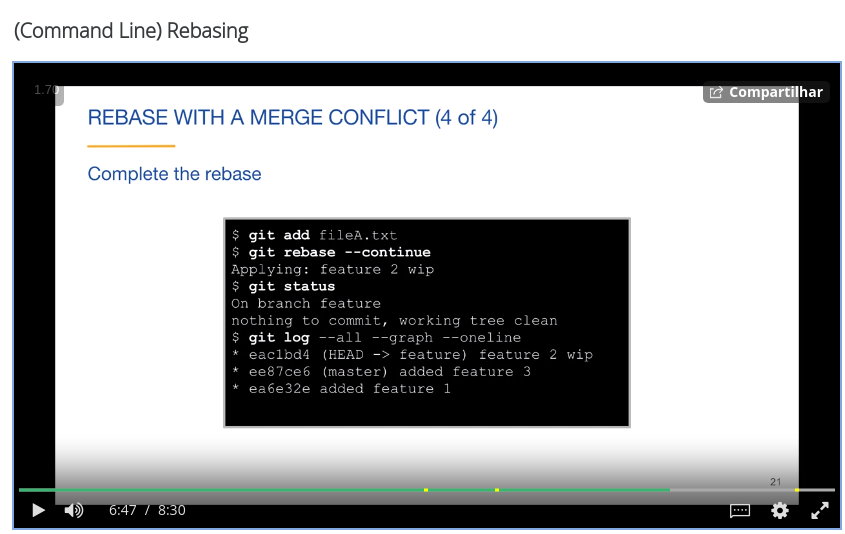 (Command Line) Rebasing
1.70
Compartilhar
REBASE WITH A MERGE CONFLICT (4 of 4)
Complete the rebase
$ git add fileA.txt
$ git rebase --continue
Applying: feature 2 wip
$ git status
On branch feature
nothing to commit, working tree clean
$ git log --all --graph --oneline
* eac1bd4 (HEAD -> feature) feature 2 wip
* ee87ce6 (master) added feature 3
* ea6e32e added feature 1
21
6:47 / 8:30